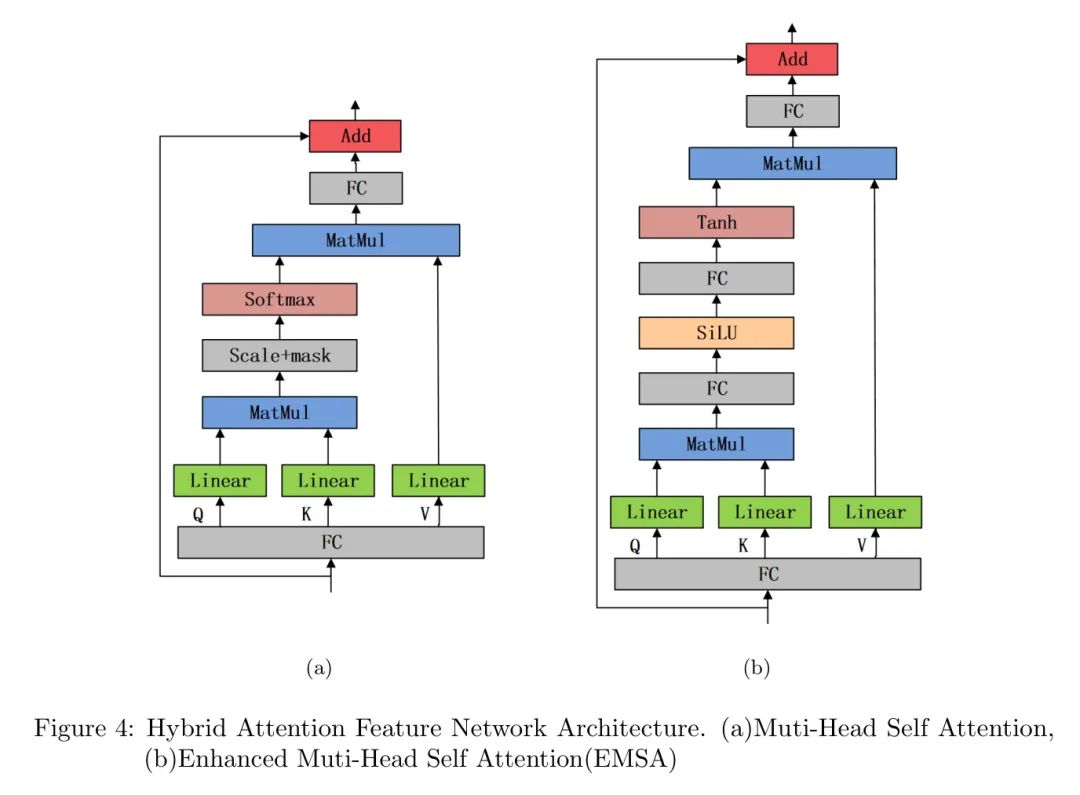 Add
FC
MatMul
Softmax
Scale+mask
MatMul
Linear Linear Linear
Q K V
FC
(a)
Add
FC
MatMul
Tanh
FC
SiLU
FC
MatMul
Linear Linear Linear
Q K V
FC
(b)
Figure 4: Hybrid Attention Feature Network Architecture. (a)Muti-Head Self Attention,
(b)Enhanced Muti-Head Self Attention(EMSA)